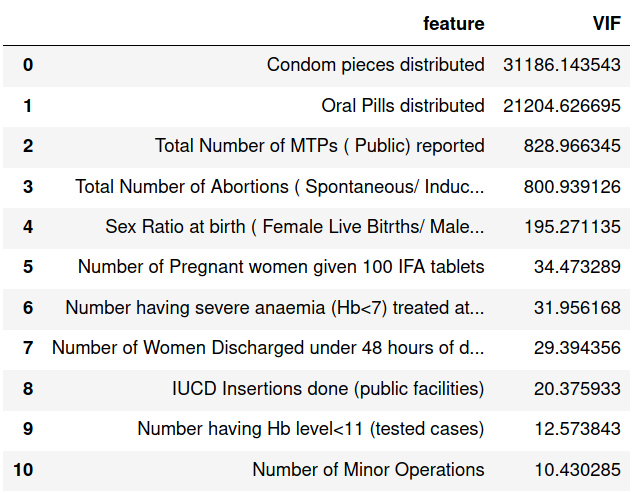 feature VIF
0 Condom pieces distributed 31186.143543
1 Oral Pills distributed 21204.626695
2 Total Number of MTPs ( Public) reported 828.966345
3 Total Number of Abortions ( Spontaneous/ Induc... 800.939126
4 Sex Ratio at birth ( Female Live Bitrths/ Male... 195.271135
5 Number of Pregnant women given 100 IFA tablets 34.473289
6 Number having severe anaemia (Hb<7) treated at... 31.956168
7 Number of Women Discharged under 48 hours of d... 29.394356
8 IUCD Insertions done (public facilities) 20.375933
9 Number having Hb level<11 (tested cases) 12.573843
10 Number of Minor Operations 10.430285